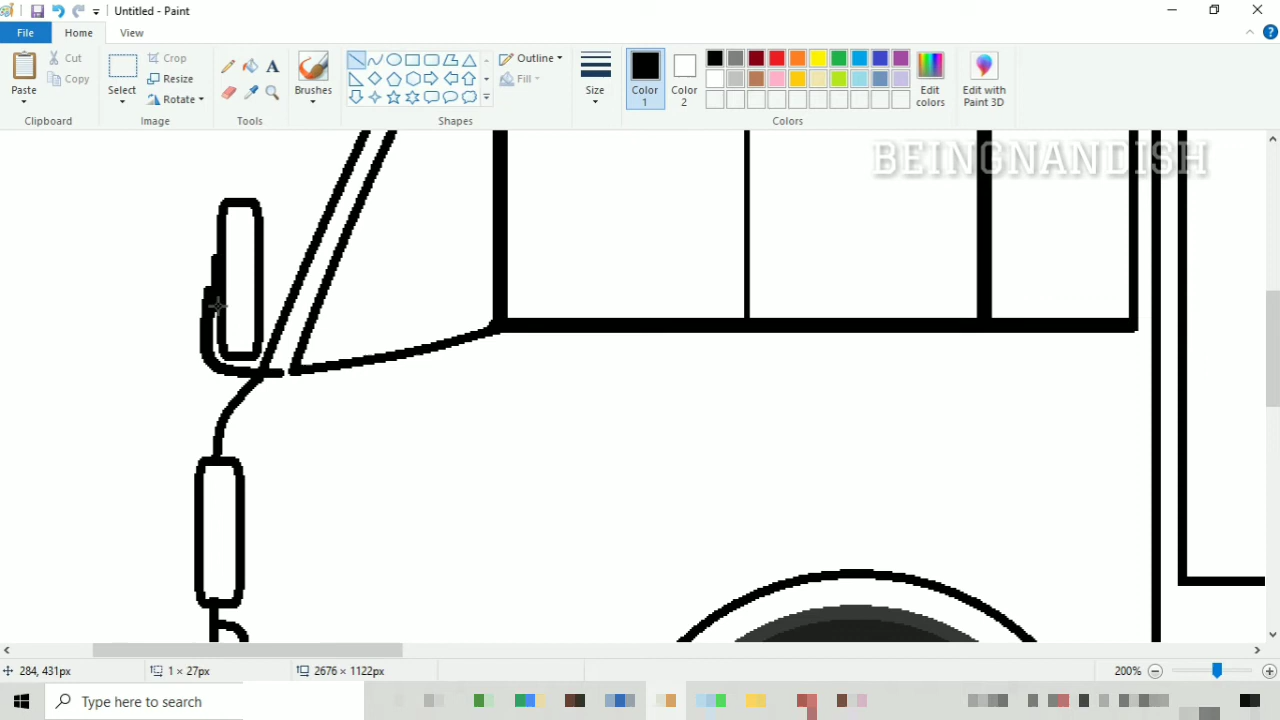 Untitled - Paint
File Home View
Paste Cut Copy Clipboard
Select Crop Resize Rotate Image
A Tools
Brushes
Outline Fill Shapes
Size
Color 1 Color 2 Edit colors Edit with Paint 3D Colors
BEINGNANDISH
284, 431px 1 × 27px 2676 × 1122px 200%
Type here to search